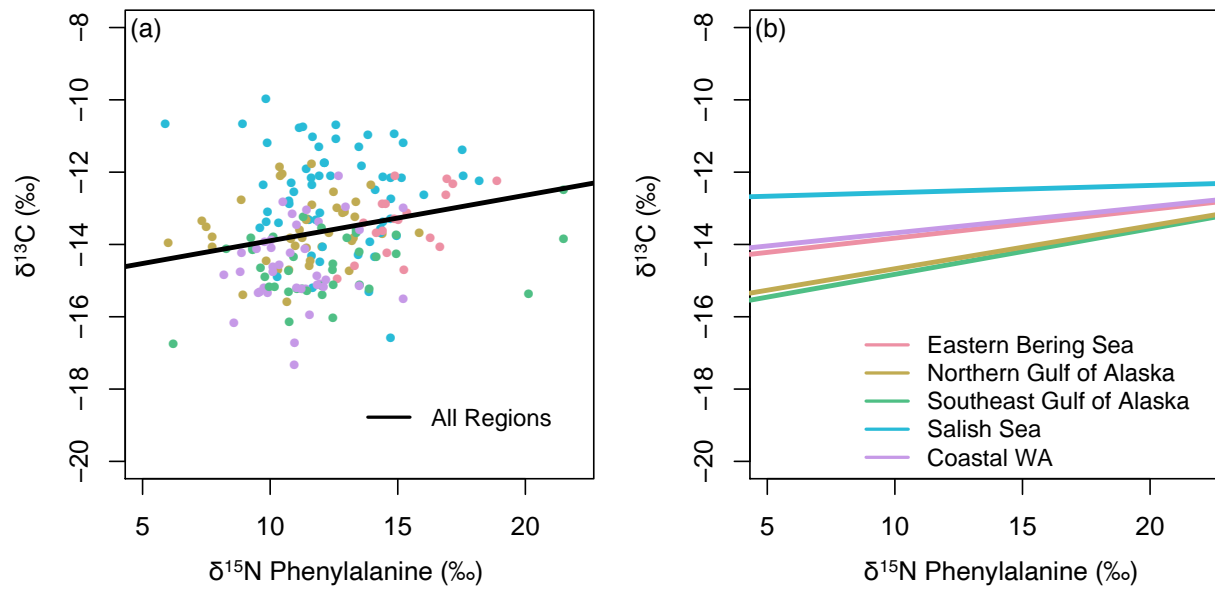 (a)
−8
−10
−12
−14
−16
−18
−20
δ¹³C (‰)
All Regions
5
10
15
20
δ¹⁵N Phenylalanine (‰)
(b)
−8
−10
−12
−14
−16
−18
−20
δ¹³C (‰)
Eastern Bering Sea
Northern Gulf of Alaska
Southeast Gulf of Alaska
Salish Sea
Coastal WA
5
10
15
20
δ¹⁵N Phenylalanine (‰)